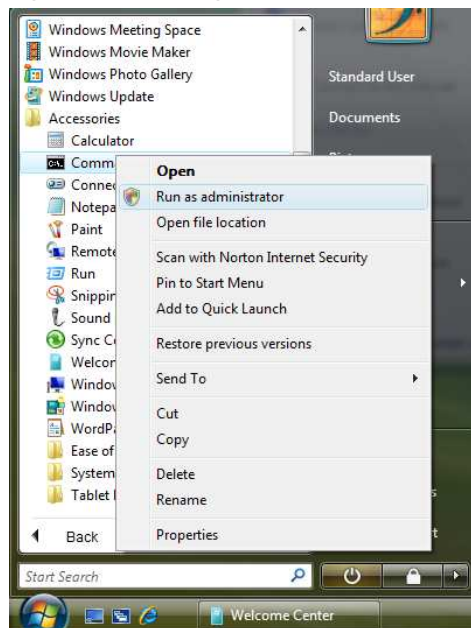 Windows Meeting Space
Windows Movie Maker
Windows Photo Gallery
Windows Update
Accessories
Calculator
Comm
Connec
Notepa
Paint
Remote
Run
Snippin
Sound
Sync Ce
Welcon
Window
Window
WordPa
Ease of
System
Tablet
Back
Start Search
Standard User
Documents
Open
Run as administrator
Open file location
Scan with Norton Internet Security
Pin to Start Menu
Add to Quick Launch
Restore previous versions
Send To
Cut
Copy
Delete
Rename
Properties
Welcome Center